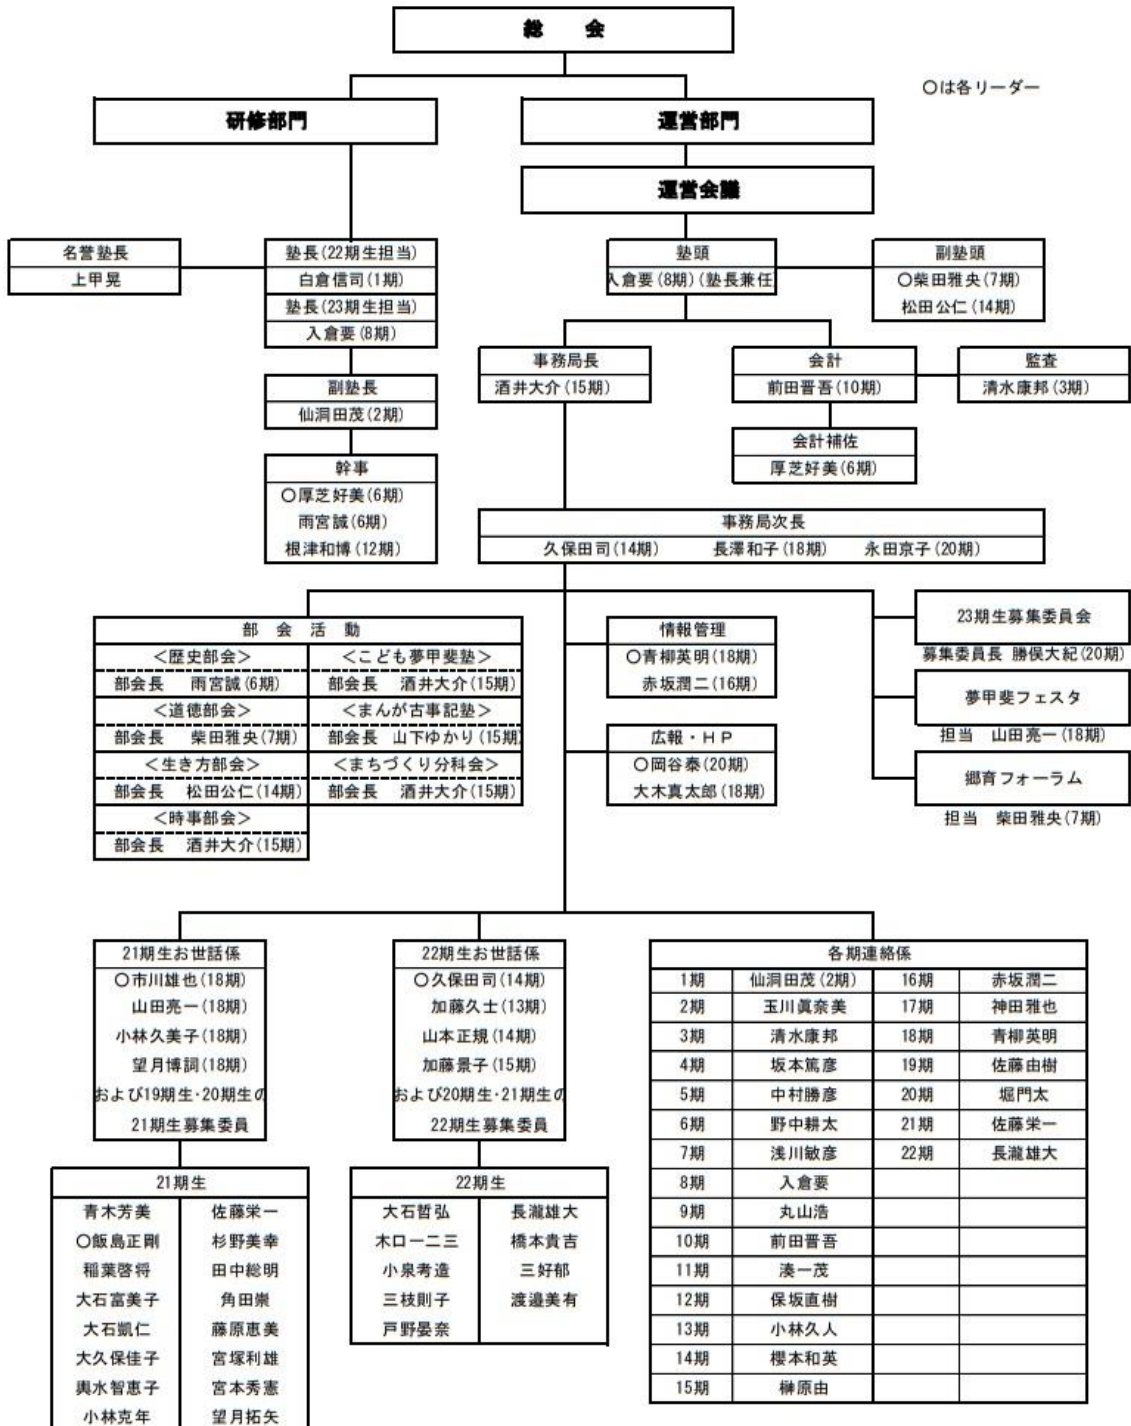 総　会
〇は各リーダー
研修部門
運営部門
運営会議
名誉塾長
上甲晃
塾長(22期生担当)
白倉信司(1期)
塾長(23期生担当)
入倉要(8期)
塾頭
入倉要(8期)(塾長兼任
副塾頭
〇柴田雅央(7期)
松田公仁(14期)
事務局長
酒井大介(15期)
会計
前田晋吾(10期)
監査
清水康邦(3期)
副塾長
仙洞田茂(2期)
会計補佐
厚芝好美(6期)
幹事
〇厚芝好美(6期)
雨宮誠(6期)
根津和博(12期)
事務局次長
久保田司(14期)　長澤和子(18期)　永田京子(20期)
部　会　活　動
＜歴史部会＞
部会長　雨宮誠(6期)
＜こども夢甲斐塾＞
部会長　酒井大介(15期)
＜道徳部会＞
部会長　柴田雅央(7期)
＜まんが古事記塾＞
部会長　山下ゆかり(15期)
＜生き方部会＞
部会長　松田公仁(14期)
＜まちづくり分科会＞
部会長　酒井大介(15期)
＜時事部会＞
部会長　酒井大介(15期)
情報管理
〇青柳英明(18期)
赤坂潤二(16期)
広報・ＨＰ
〇岡谷泰(20期)
大木真太郎(18期)
23期生募集委員会
募集委員長 勝俣大紀(20期)
夢甲斐フェスタ
担当　山田亮一(18期)
郷育フォーラム
担当　柴田雅央(7期)
21期生お世話係
〇市川雄也(18期)
山田亮一(18期)
小林久美子(18期)
望月博詞(18期)
および19期生・20期生の
21期生募集委員
22期生お世話係
〇久保田司(14期)
加藤久士(13期)
山本正規(14期)
加藤景子(15期)
および20期生・21期生の
22期生募集委員
各期連絡係
1期　仙洞田茂(2期)　16期　赤坂潤二
2期　玉川眞奈美　17期　神田雅也
3期　清水康邦　18期　青柳英明
4期　坂本篤彦　19期　佐藤由樹
5期　中村勝彦　20期　堀門太
6期　野中耕太　21期　佐藤栄一
7期　浅川敏彦　22期　長瀧雄大
8期　入倉要
9期　丸山浩
10期　前田晋吾
11期　湊一茂
12期　保坂直樹
13期　小林久人
14期　櫻本和英
15期　榊原由
21期生
青木芳美　佐藤栄一
〇飯島正剛　杉野美幸
稲葉啓将　田中総明
大石富美子　角田崇
大石凱仁　藤原恵美
大久保佳子　宮塚利雄
輿水智恵子　宮本秀憲
小林克年　望月拓矢
22期生
大石哲弘　長瀧雄大
木口一二三　橋本貴吉
小泉考造　三好郁
三枝則子　渡邉美有
戸野晏奈